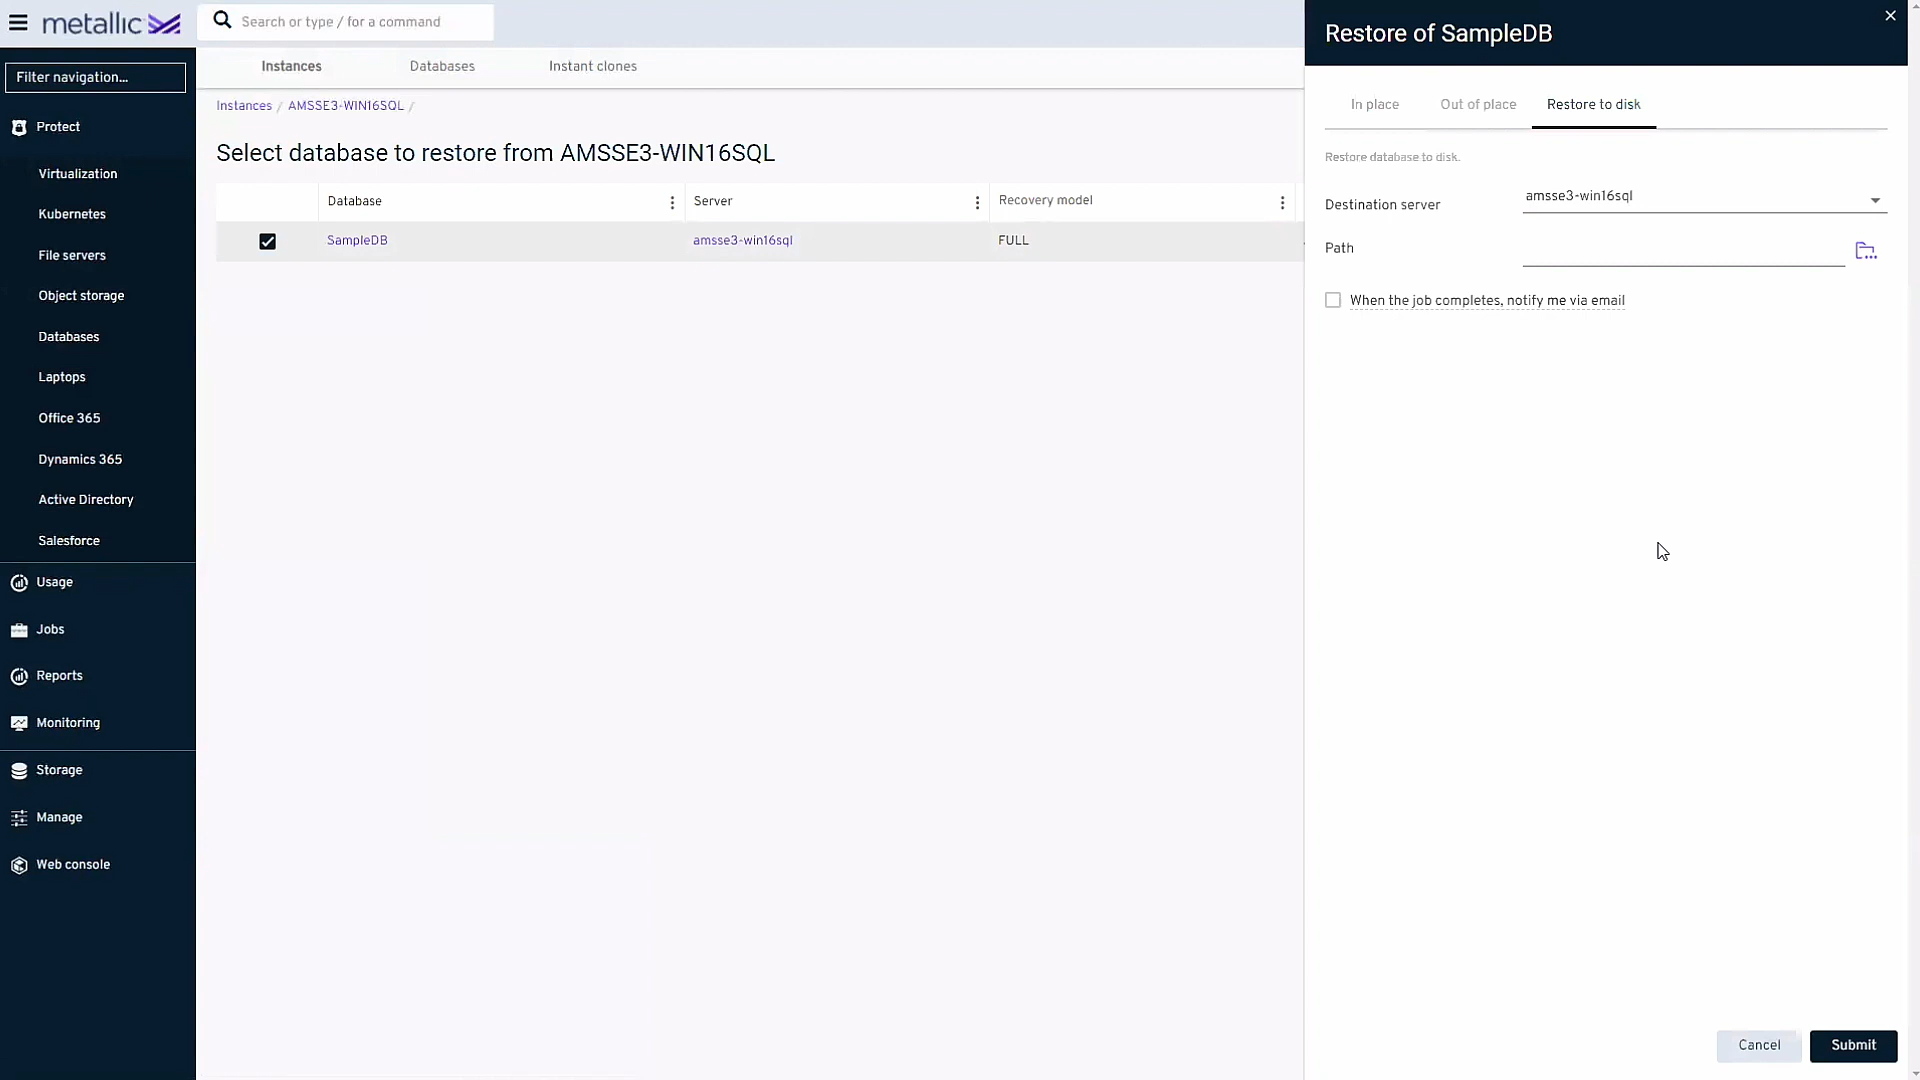 metallic
Search or type / for a command
Filter navigation...
Protect
Virtualization
Kubernetes
File servers
Object storage
Databases
Laptops
Office 365
Dynamics 365
Active Directory
Salesforce
Usage
Jobs
Reports
Monitoring
Storage
Manage
Web console
Instances Databases Instant clones
Instances / AMSSE3-WIN16SQL /
Select database to restore from AMSSE3-WIN16SQL
Database Server Recovery model
SampleDB amsse3-win16sql FULL
Restore of SampleDB
In place Out of place Restore to disk
Restore database to disk.
Destination server amsse3-win16sql
Path
When the job completes, notify me via email
Cancel Submit